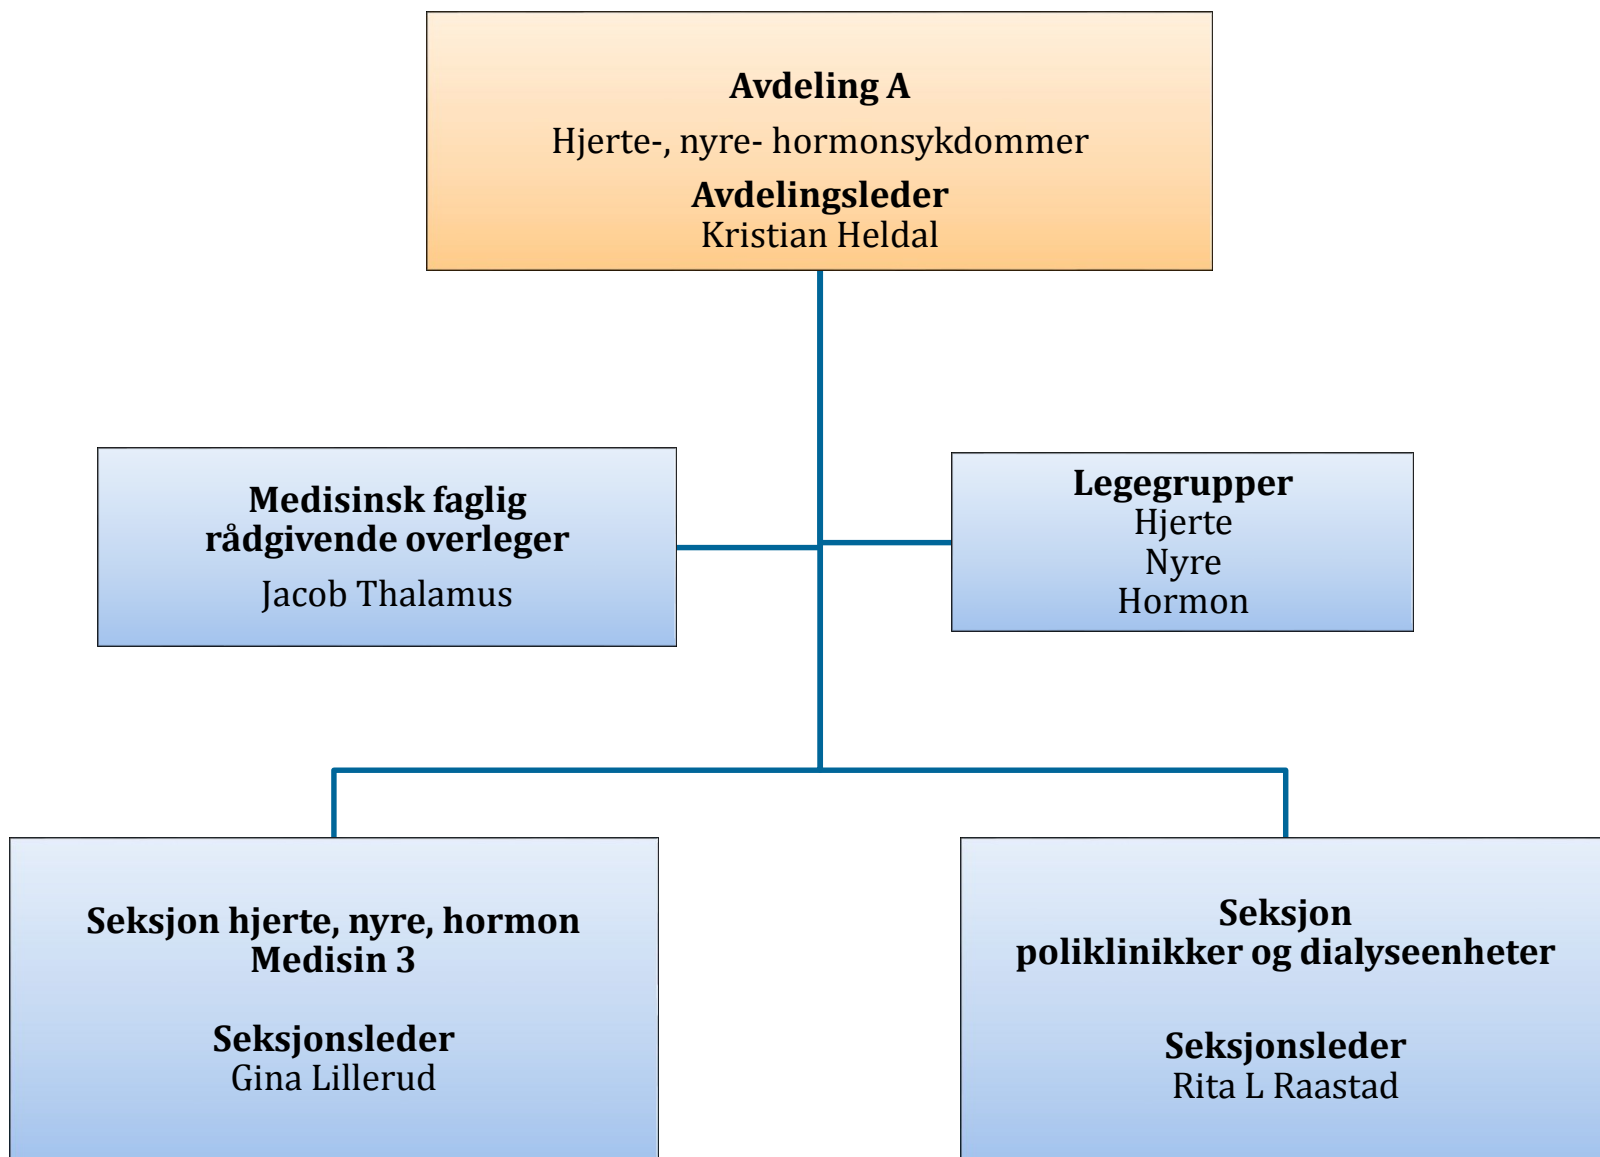 Avdeling A
Hjerte-, nyre- hormonsykdommer
Avdelingsleder
Kristian Heldal
Medisinsk faglig
rådgivende overleger
Jacob Thalamus
Legegrupper
Hjerte
Nyre
Hormon
Seksjon hjerte, nyre, hormon
Medisin 3
Seksjonsleder
Gina Lillerud
Seksjon
poliklinikker og dialyseenheter
Seksjonsleder
Rita L Raastad